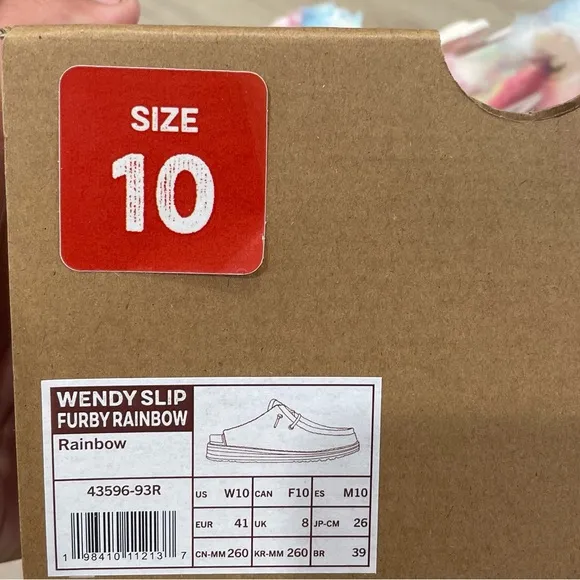 SIZE
10
WENDY SLIP
FURBY RAINBOW
Rainbow
43596-93R
1 98410 11213 7
US W10 CAN F10 ES M10
EUR 41 UK 8 JP-CM 26
CN-MM 260 KR-MM 260 BR 39